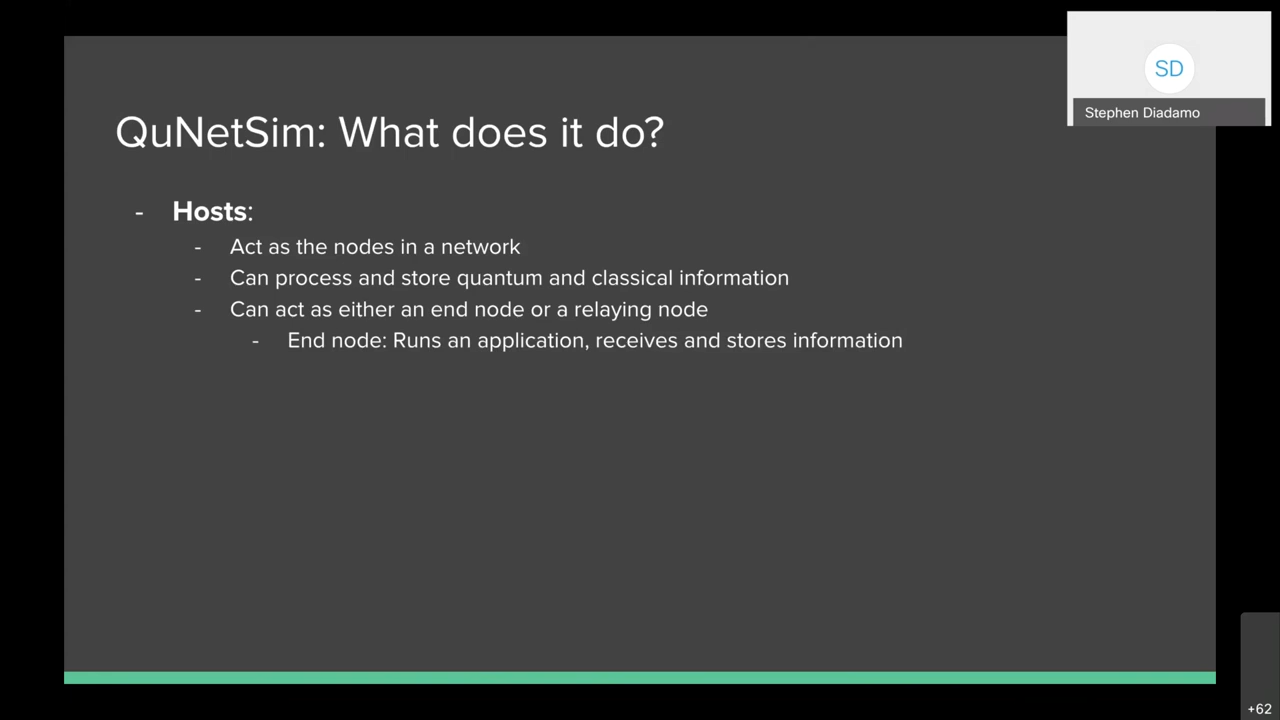 QuNetSim: What does it do?
SD
Stephen Diadamo
- Hosts:
- Act as the nodes in a network
- Can process and store quantum and classical information
- Can act as either an end node or a relaying node
- End node: Runs an application, receives and stores information
+62